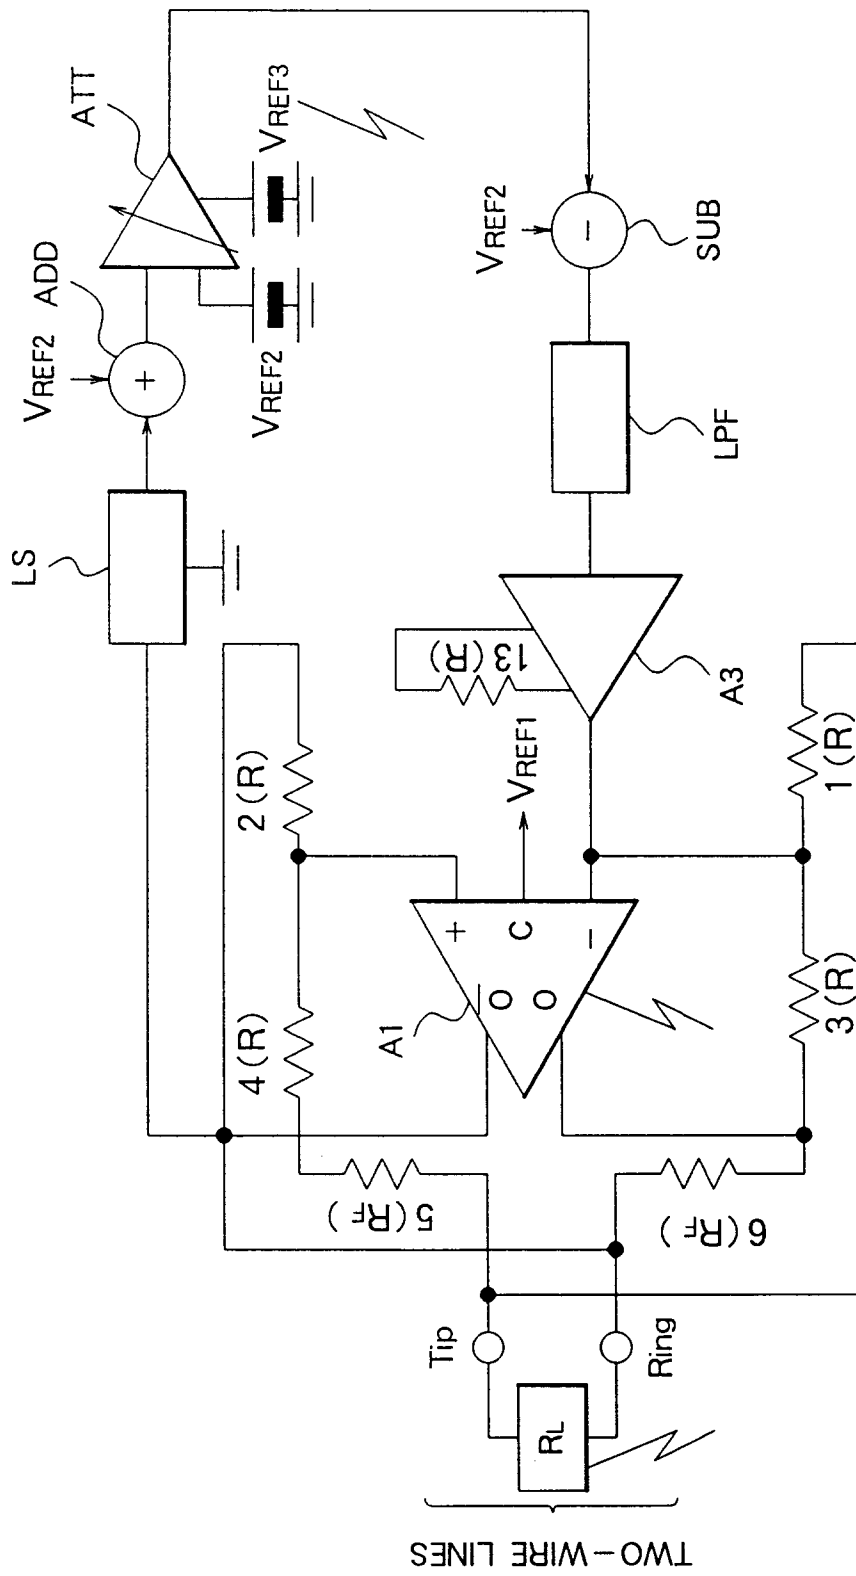 TWO-WIRE LINES
RL
Tip
Ring
5(RF)
6(RF)
4(R)
2(R)
3(R)
1(R)
A1
+
C
−
O
O
VREF1
13(R)
A3
LS
VREF2
ADD
+
VREF2
ATT
VREF3
LPF
VREF2
−
SUB